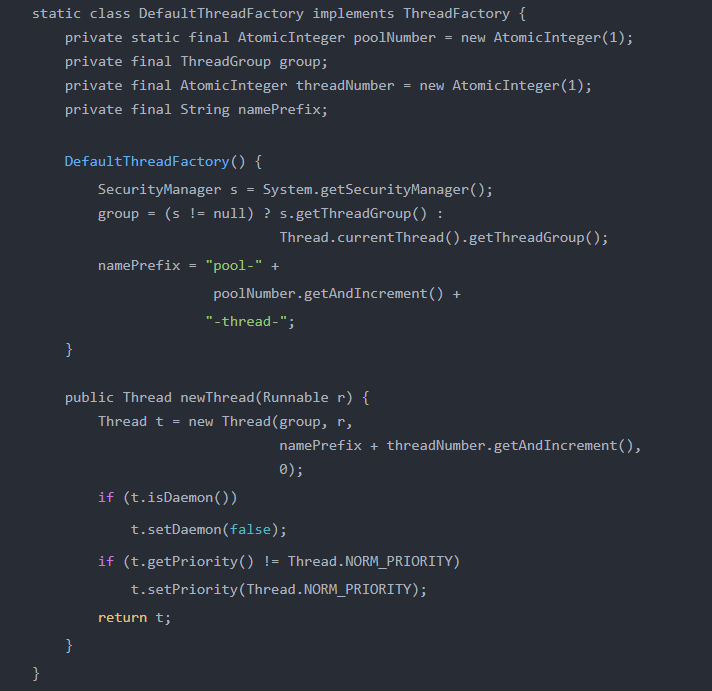 static class DefaultThreadFactory implements ThreadFactory {
    private static final AtomicInteger poolNumber = new AtomicInteger(1);
    private final ThreadGroup group;
    private final AtomicInteger threadNumber = new AtomicInteger(1);
    private final String namePrefix;

    DefaultThreadFactory() {
        SecurityManager s = System.getSecurityManager();
        group = (s != null) ? s.getThreadGroup() :
                              Thread.currentThread().getThreadGroup();
        namePrefix = "pool-" +
                      poolNumber.getAndIncrement() +
                     "-thread-";
    }

    public Thread newThread(Runnable r) {
        Thread t = new Thread(group, r,
                              namePrefix + threadNumber.getAndIncrement(),
                              0);
        if (t.isDaemon())
            t.setDaemon(false);
        if (t.getPriority() != Thread.NORM_PRIORITY)
            t.setPriority(Thread.NORM_PRIORITY);
        return t;
    }
}